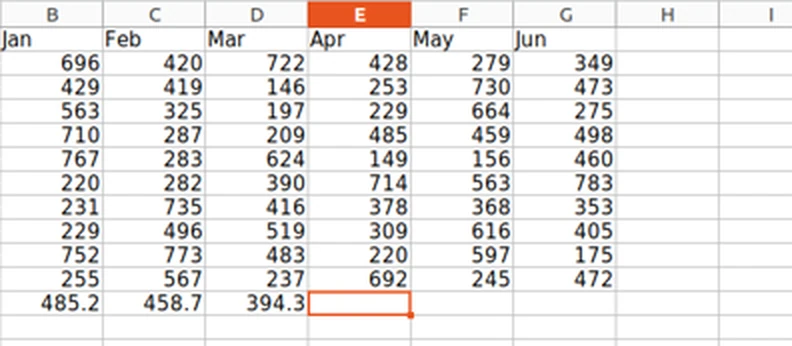 B C D E F G H I
Jan Feb Mar Apr May Jun
696 420 722 428 279 349
429 419 146 253 730 473
563 325 197 229 664 275
710 287 209 485 459 498
767 283 624 149 156 460
220 282 390 714 563 783
231 735 416 378 368 353
229 496 519 309 616 405
752 773 483 220 597 175
255 567 237 692 245 472
485.2 458.7 394.3